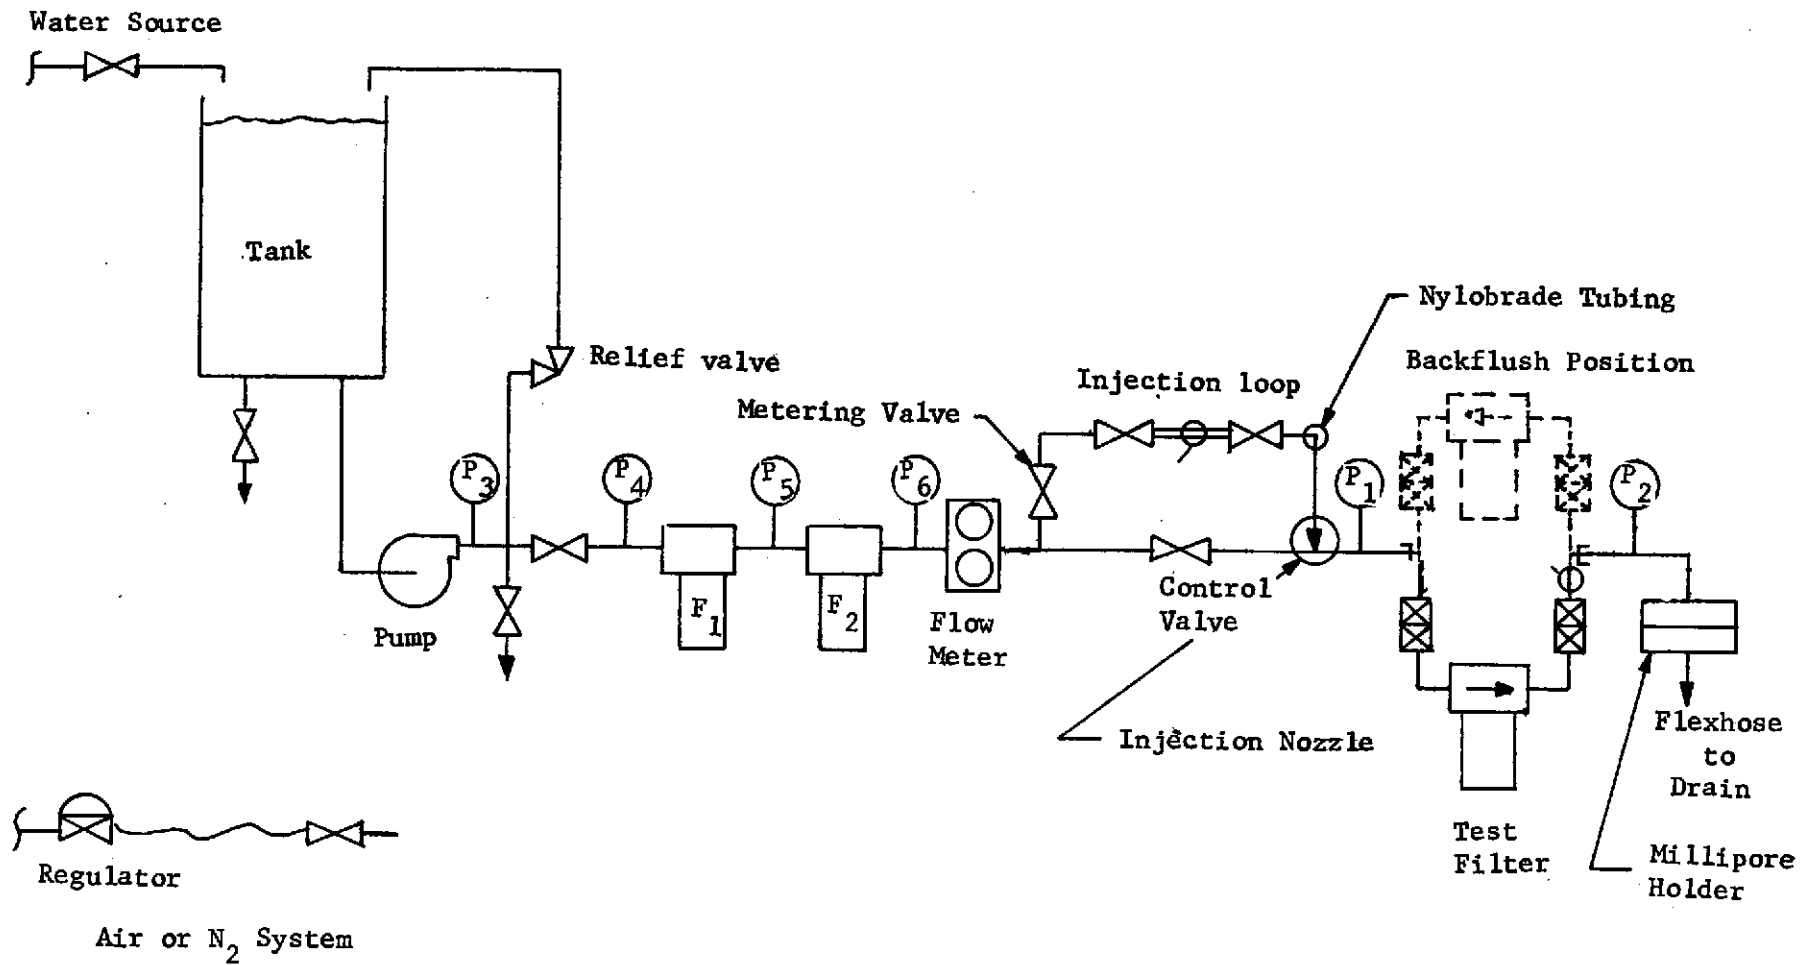 Water Source
Tank
Relief valve
Nylobrade Tubing
Backflush Position
Injection loop
Metering Valve
P3
P4
P5
P6
P1
P2
F1
F2
Pump
Flow
Meter
Control
Valve
Injection Nozzle
Flexhose
to
Drain
Test
Filter
Millipore
Holder
Regulator
Air or N2 System